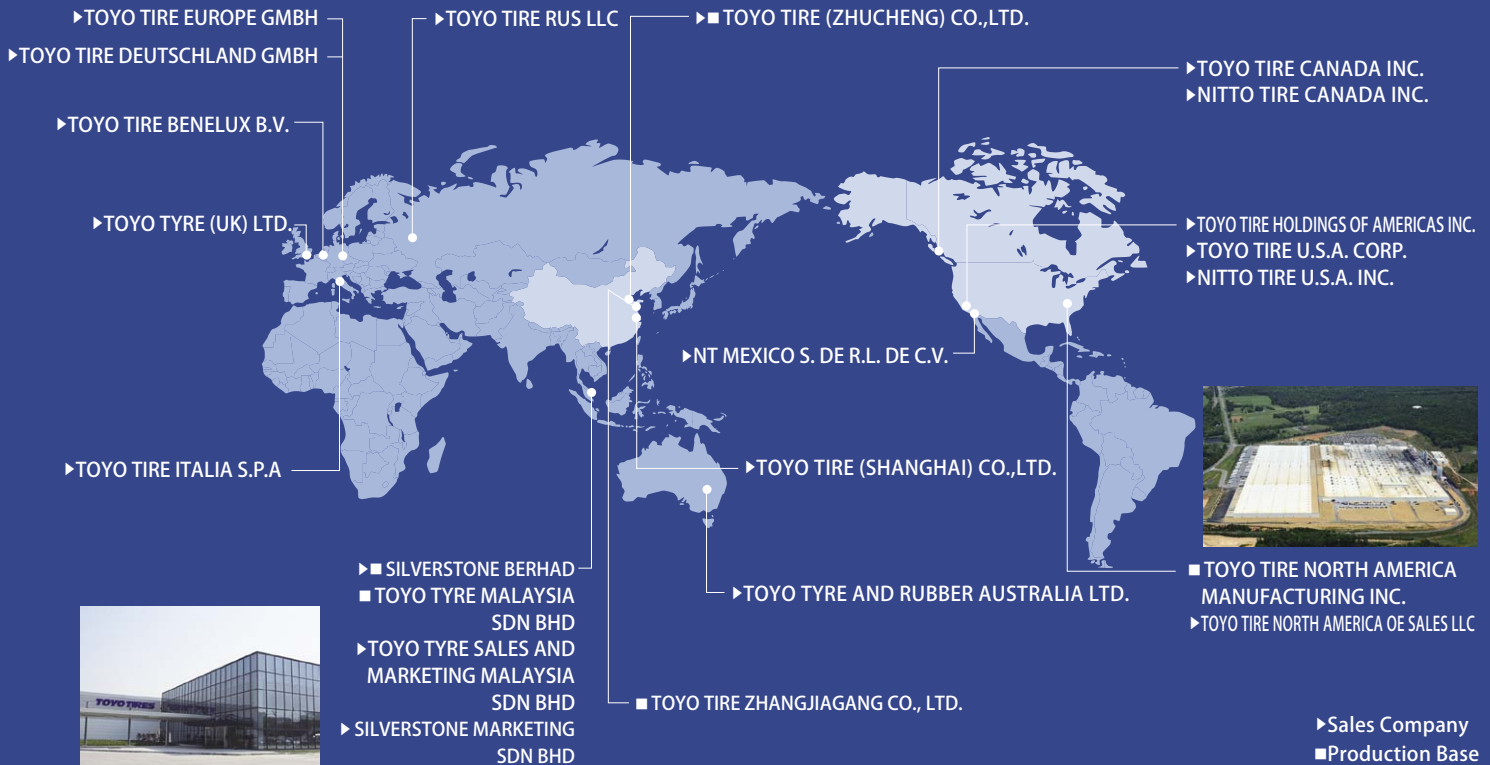 ▶TOYO TIRE EUROPE GMBH
▶TOYO TIRE DEUTSCHLAND GMBH
▶TOYO TIRE BENELUX B.V.
▶TOYO TYRE (UK) LTD.
▶TOYO TIRE ITALIA S.P.A
▶TOYO TIRE RUS LLC
▶■ TOYO TIRE (ZHUCHENG) CO.,LTD.
▶TOYO TIRE CANADA INC.
▶NITTO TIRE CANADA INC.
▶TOYO TIRE HOLDINGS OF AMERICAS INC.
▶TOYO TIRE U.S.A. CORP.
▶NITTO TIRE U.S.A. INC.
▶NT MEXICO S. DE R.L. DE C.V.
▶TOYO TIRE (SHANGHAI) CO.,LTD.
▶■ SILVERSTONE BERHAD
■ TOYO TYRE MALAYSIA
SDN BHD
▶TOYO TYRE SALES AND
MARKETING MALAYSIA
SDN BHD
▶ SILVERSTONE MARKETING
SDN BHD
▶TOYO TYRE AND RUBBER AUSTRALIA LTD.
■ TOYO TIRE ZHANGJIAGANG CO., LTD.
■ TOYO TIRE NORTH AMERICA
MANUFACTURING INC.
▶TOYO TIRE NORTH AMERICA OE SALES LLC
TOYO TIRES
▶Sales Company
■Production Base